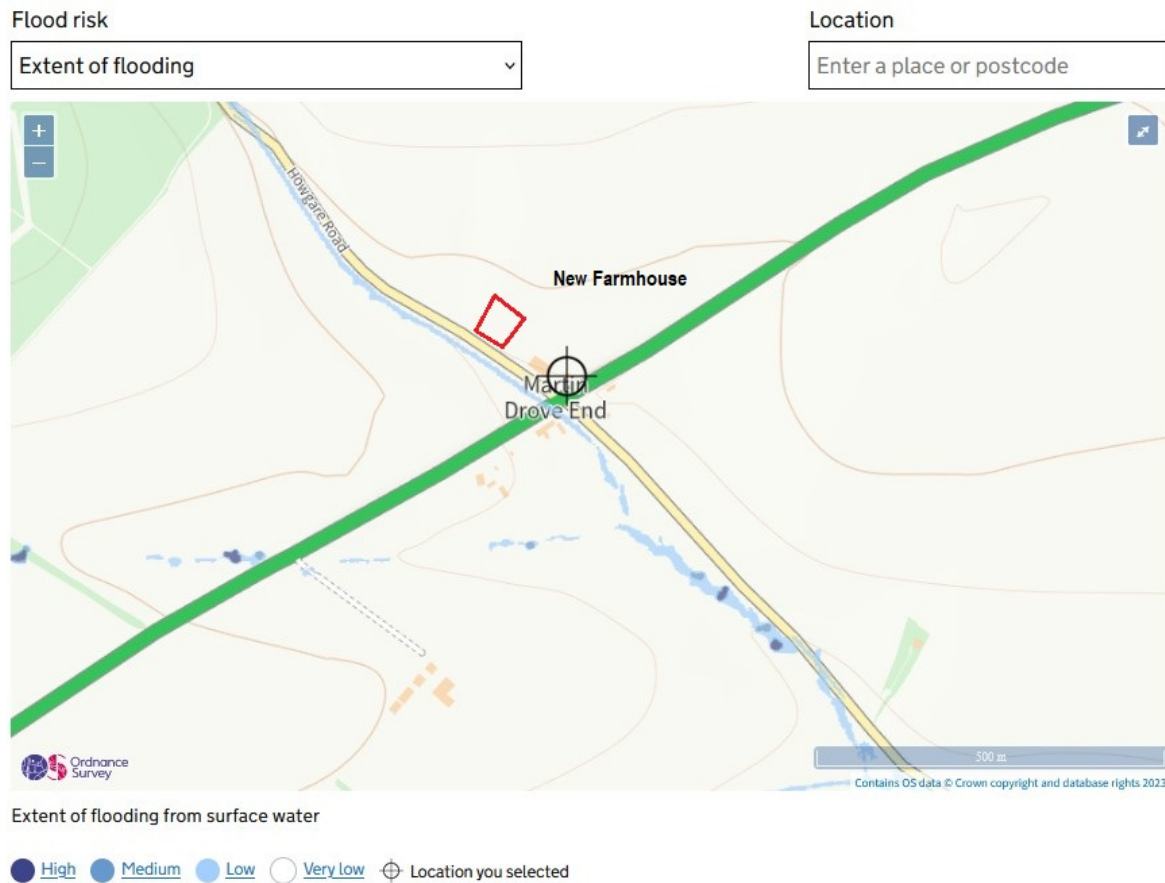 Flood risk
Location
Extent of flooding
Enter a place or postcode
+
−
Howgare Road
New Farmhouse
Martin
Drove End
Ordnance
Survey
500 m
Contains OS data © Crown copyright and database rights 2023
Extent of flooding from surface water
High Medium Low Very low Location you selected